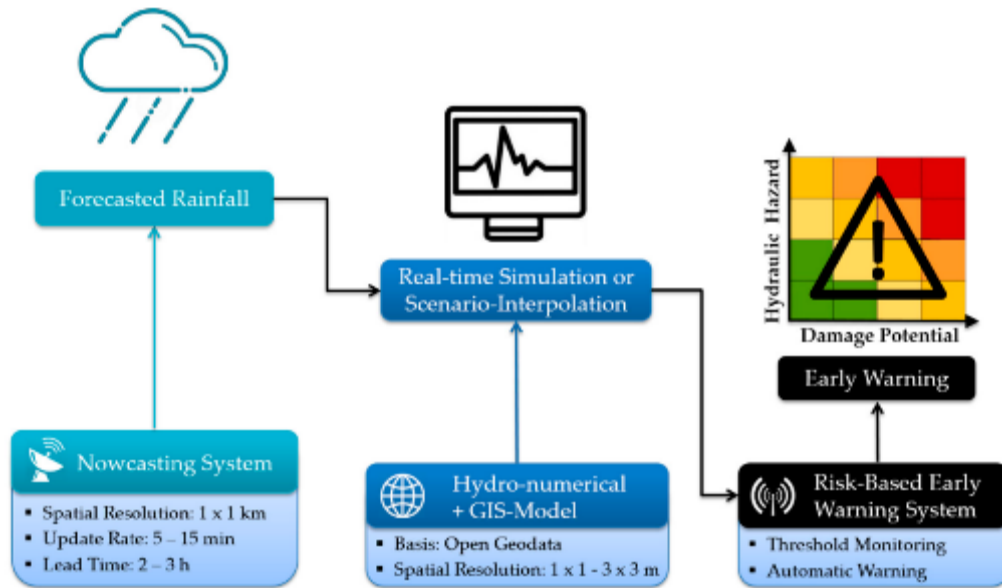 Forecasted Rainfall
Real-time Simulation or
Scenario-Interpolation
Hydraulic Hazard
!
Damage Potential
Early Warning
Nowcasting System
▪ Spatial Resolution: 1 x 1 km
▪ Update Rate: 5 – 15 min
▪ Lead Time: 2 – 3 h
Hydro-numerical
+ GIS-Model
▪ Basis: Open Geodata
▪ Spatial Resolution: 1 x 1 - 3 x 3 m
Risk-Based Early
Warning System
▪ Threshold Monitoring
▪ Automatic Warning